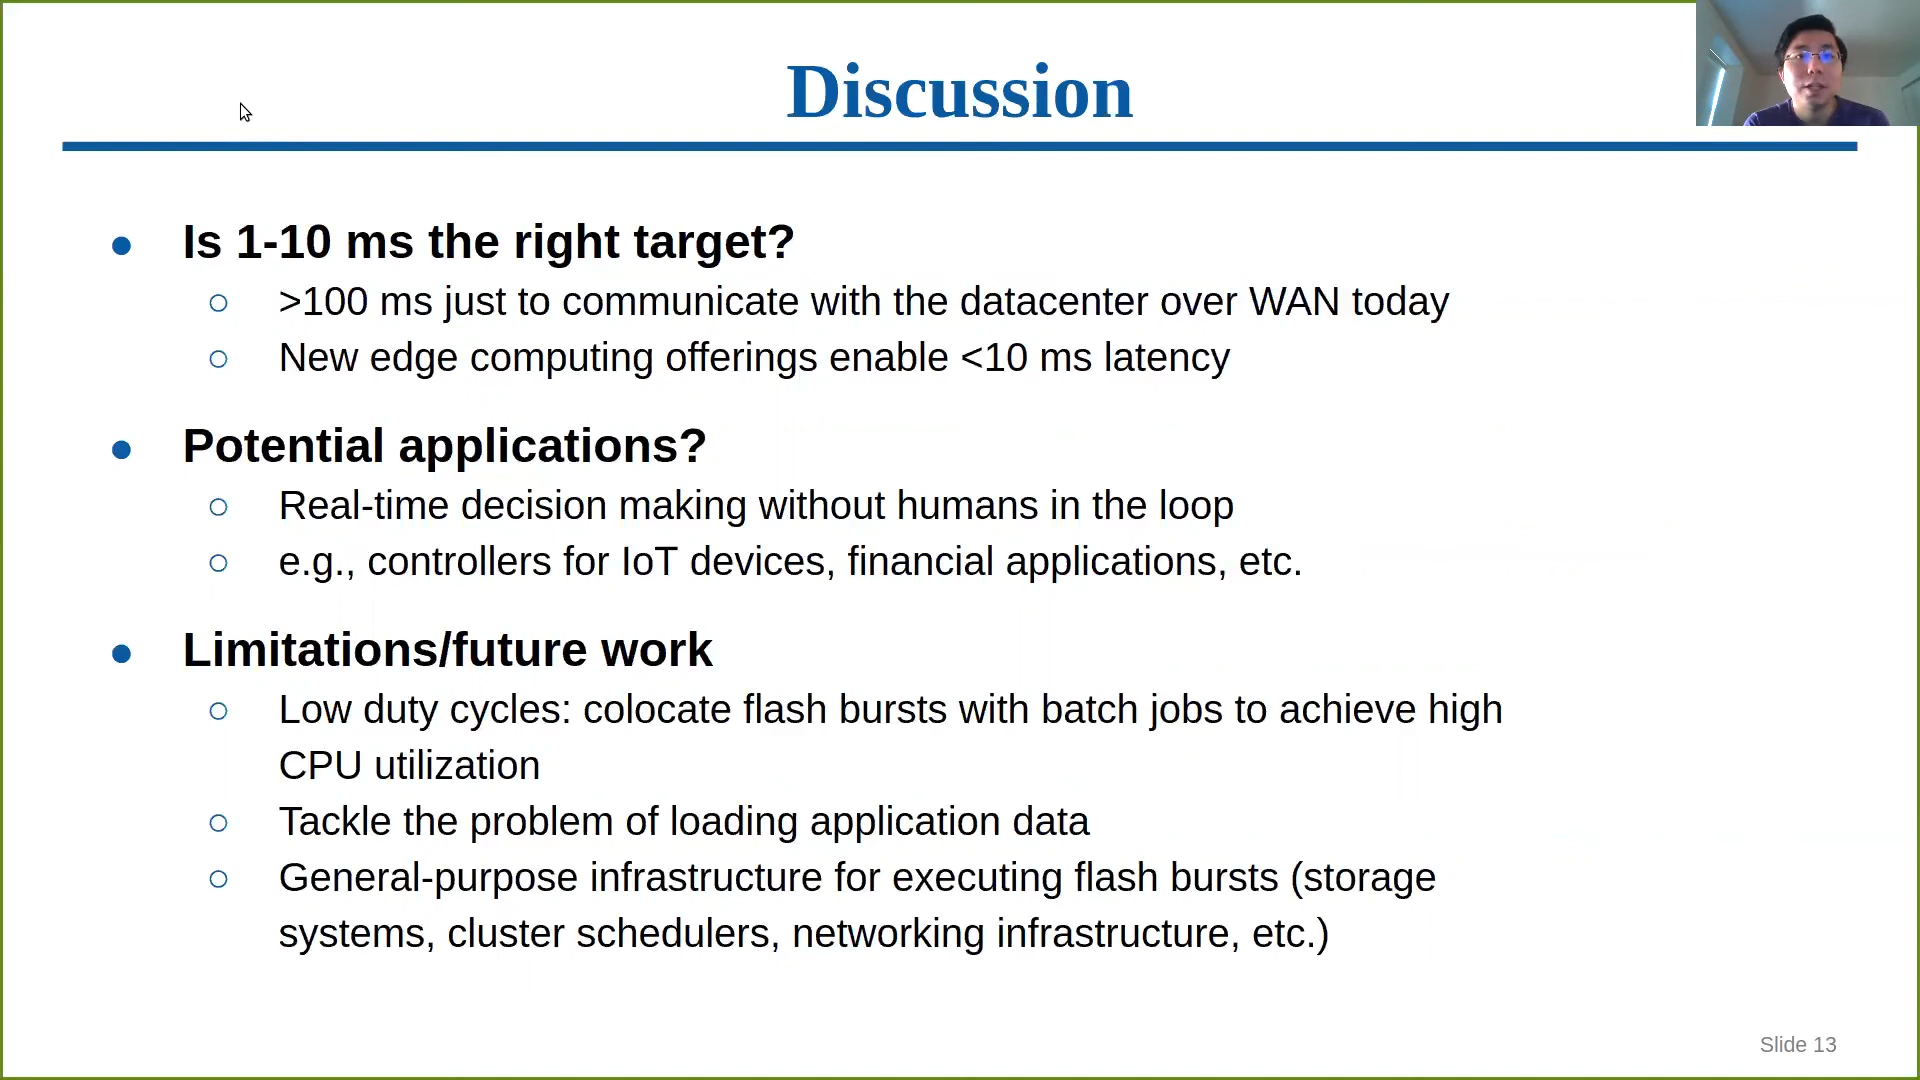 Discussion
● Is 1-10 ms the right target?
○ >100 ms just to communicate with the datacenter over WAN today
○ New edge computing offerings enable <10 ms latency
● Potential applications?
○ Real-time decision making without humans in the loop
○ e.g., controllers for IoT devices, financial applications, etc.
● Limitations/future work
○ Low duty cycles: colocate flash bursts with batch jobs to achieve high
CPU utilization
○ Tackle the problem of loading application data
○ General-purpose infrastructure for executing flash bursts (storage
systems, cluster schedulers, networking infrastructure, etc.)
Slide 13